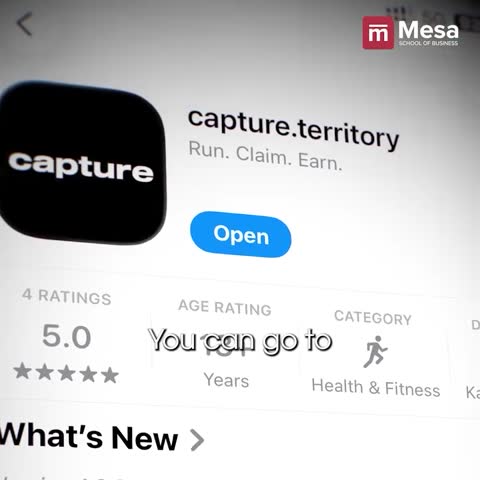 Mesa
SCHOOL OF BUSINESS
capture.territory
capture
Run. Claim. Earn.
Open
4 RATINGS
AGE RATING
CATEGORY
5.0
You can go to
Years
Health & Fitness
What's New